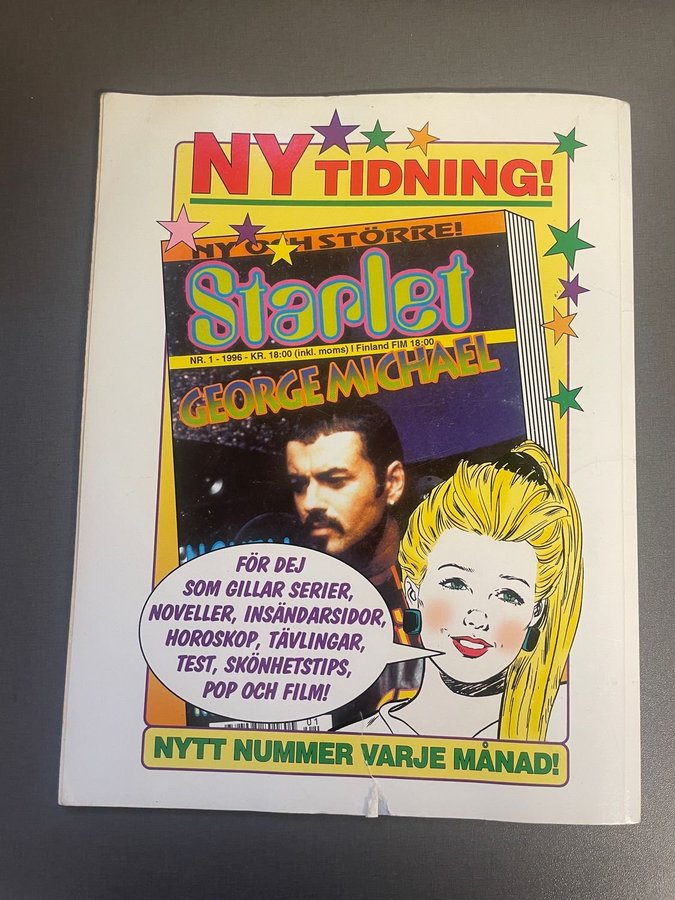 NY TIDNING!
NY OCH STÖRRE!
Starlet
NR. 1 - 1996 - KR. 18:00 (inkl. moms) I Finland FIM 18:00
GEORGE MICHAEL
FÖR DEJ
SOM GILLAR SERIER,
NOVELLER, INSÄNDARSIDOR,
HOROSKOP, TÄVLINGAR,
TEST, SKÖNHETSTIPS,
POP OCH FILM!
01
NYTT NUMMER VARJE MÅNAD!